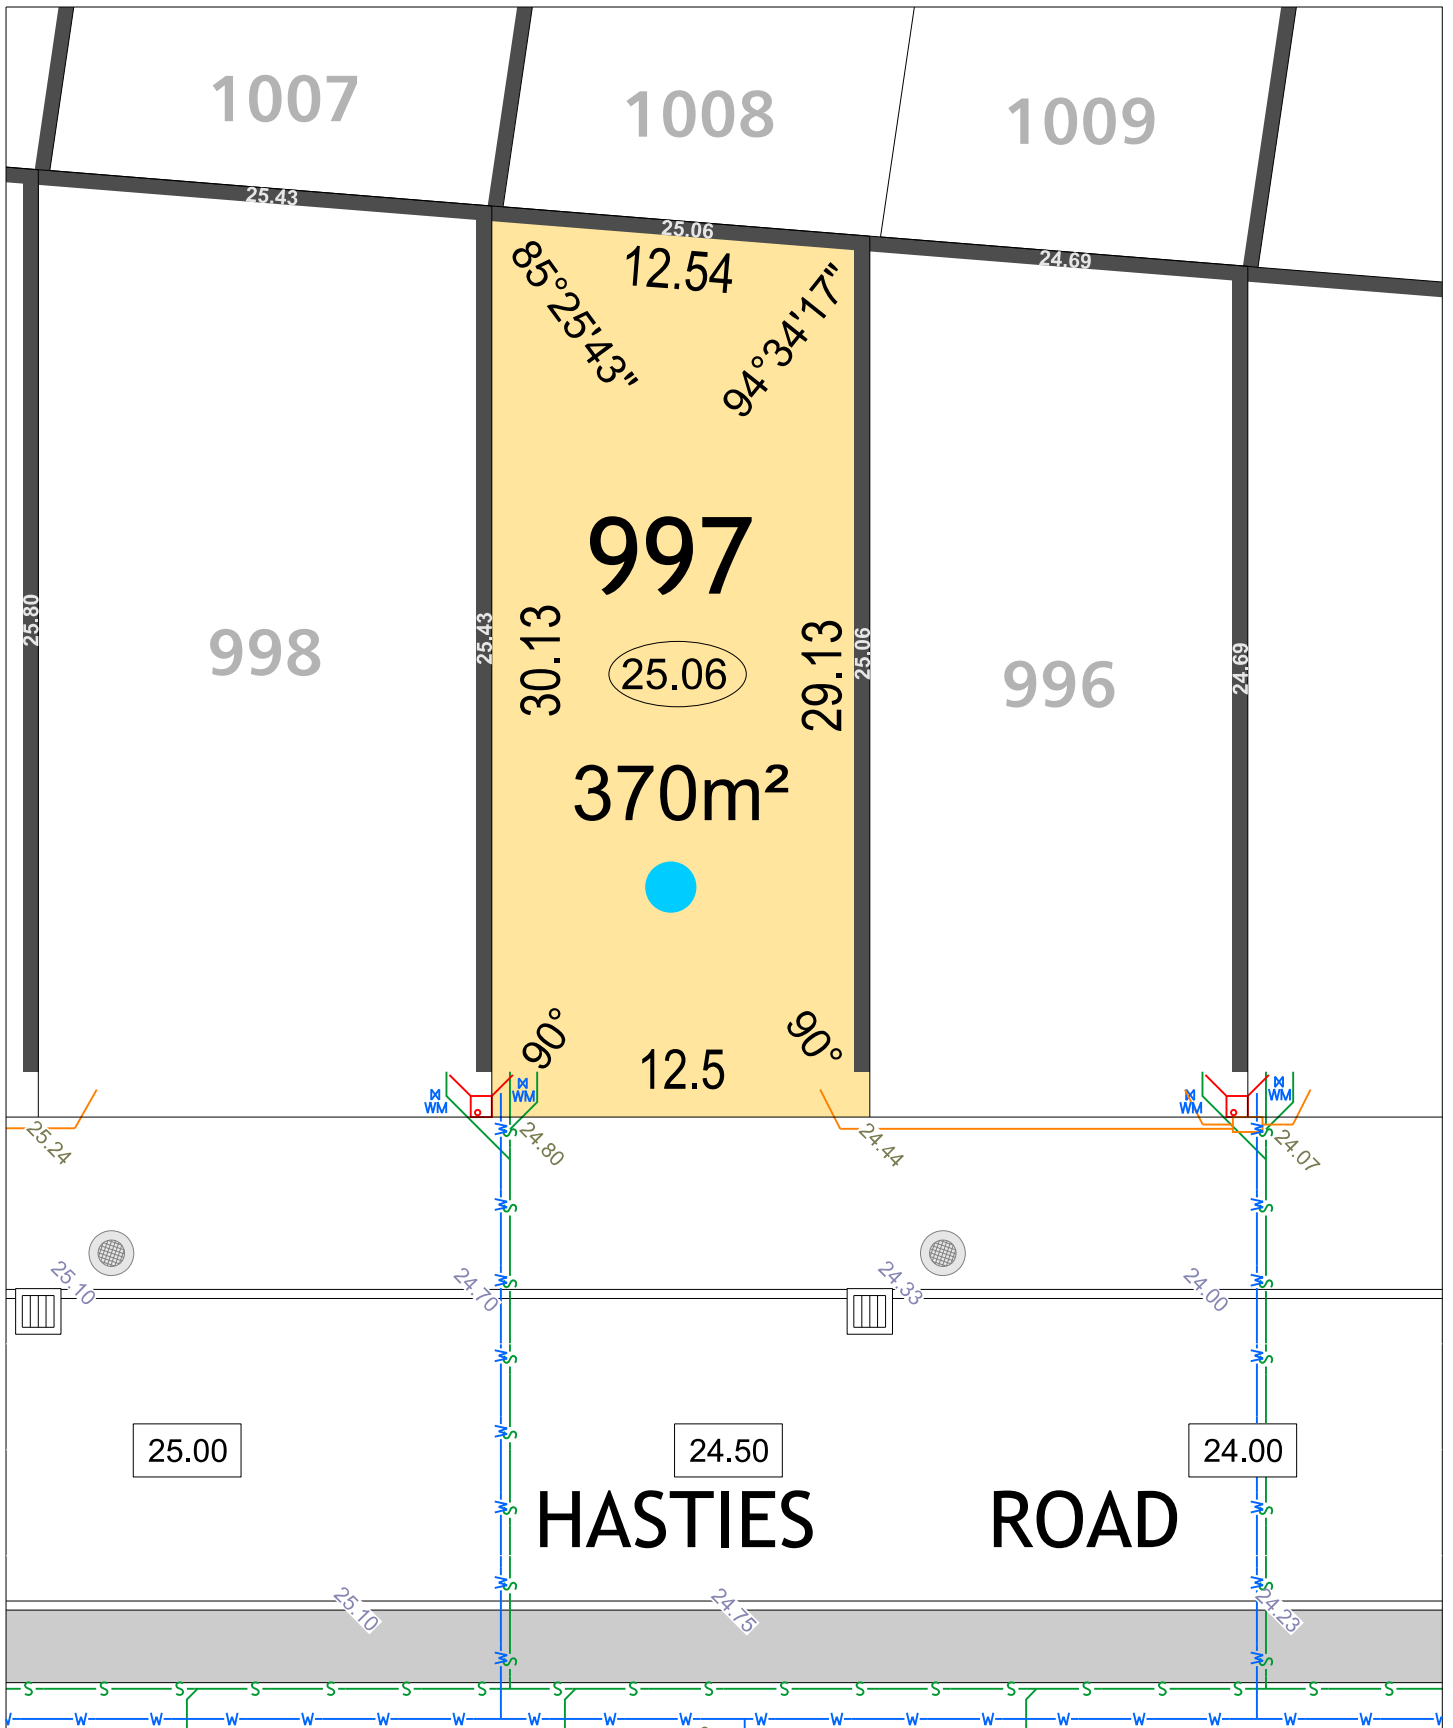 1007
1008
1009
25.43
25.06
24.69
12.54
85°25'43"
94°34'17"
997
25.80
998
25.43
30.13
25.06
29.13
25.06
996
24.69
370m²
90°
12.5
90°
WM
WM
WM
WM
25.24
24.80
24.44
24.07
W S
W S
W S
W S
25.10
24.70
24.33
24.00
W S
W S
W S
W S
25.00
24.50
24.00
W S
W S
HASTIES ROAD
W S
W S
25.10
24.75
24.23
W S
W S
S S S S S S S S S S S S S S S S S S S
W W W W W W W W W W W W W W W W W W W W